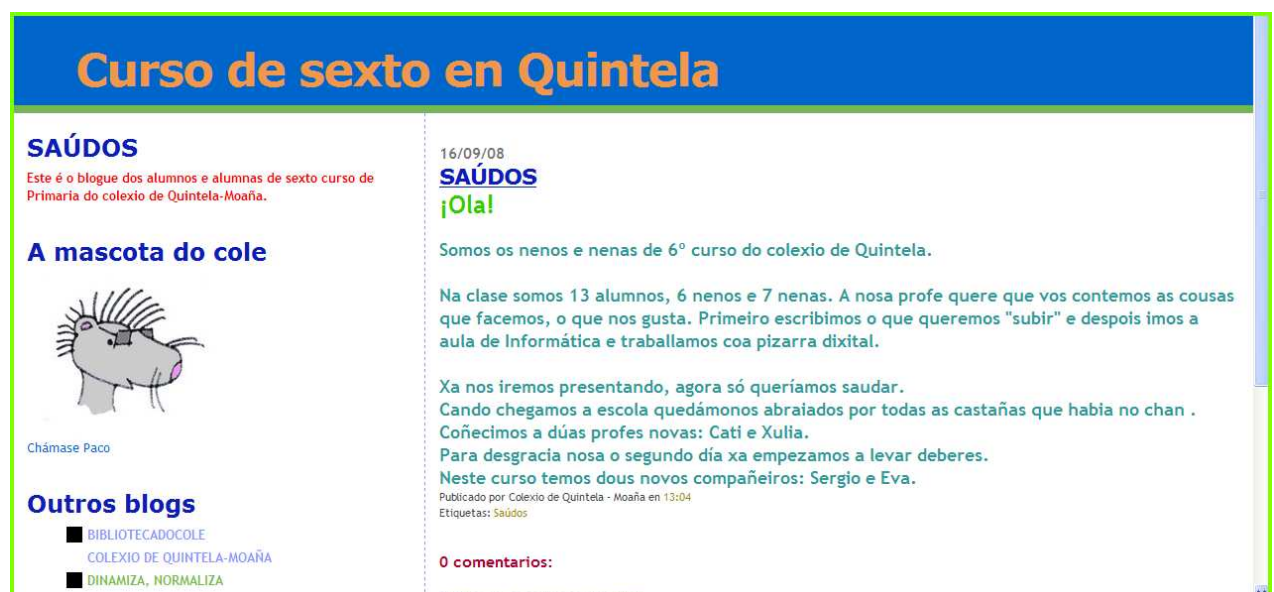 Curso de sexto en Quintela
SAÚDOS
Este é o blogue dos alumnos e alumnas de sexto curso de
Primaria do colexio de Quintela-Moaña.
A mascota do cole
Chámase Paco
Outros blogs
BIBLIOTECADOCOLE
COLEXIO DE QUINTELA-MOAÑA
DINAMIZA, NORMALIZA
16/09/08
SAÚDOS
¡Ola!
Somos os nenos e nenas de 6º curso do colexio de Quintela.
Na clase somos 13 alumnos, 6 nenos e 7 nenas. A nosa profe quere que vos contemos as cousas
que facemos, o que nos gusta. Primeiro escribimos o que queremos "subir" e despois imos a
aula de Informática e traballamos coa pizarra dixital.
Xa nos iremos presentando, agora só queríamos saudar.
Cando chegamos a escola quedámonos abraiados por todas as castañas que habia no chan .
Coñecimos a dúas profes novas: Cati e Xulia.
Para desgracia nosa o segundo día xa empezamos a levar deberes.
Neste curso temos dous novos compañeiros: Sergio e Eva.
Publicado por Colexio de Quintela - Moaña en 13:04
Etiquetas: Saúdos
0 comentarios: